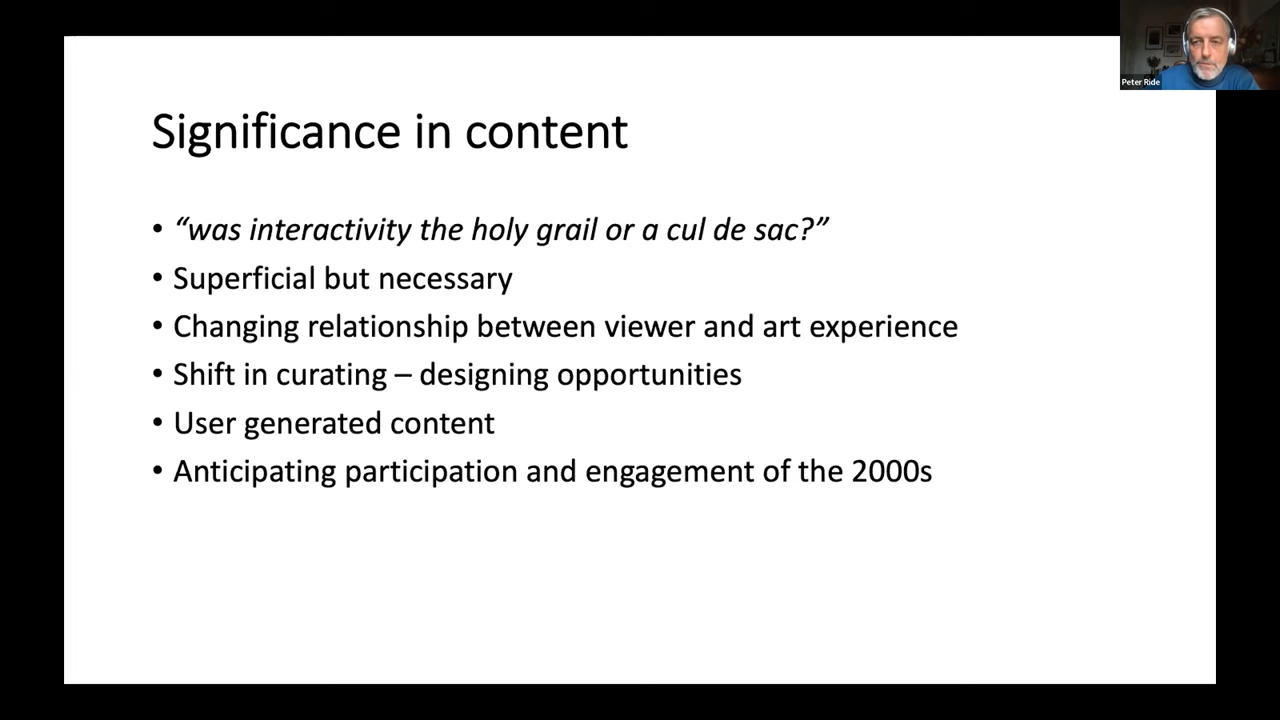 Peter Ride
Significance in content
• “was interactivity the holy grail or a cul de sac?”
• Superficial but necessary
• Changing relationship between viewer and art experience
• Shift in curating – designing opportunities
• User generated content
• Anticipating participation and engagement of the 2000s